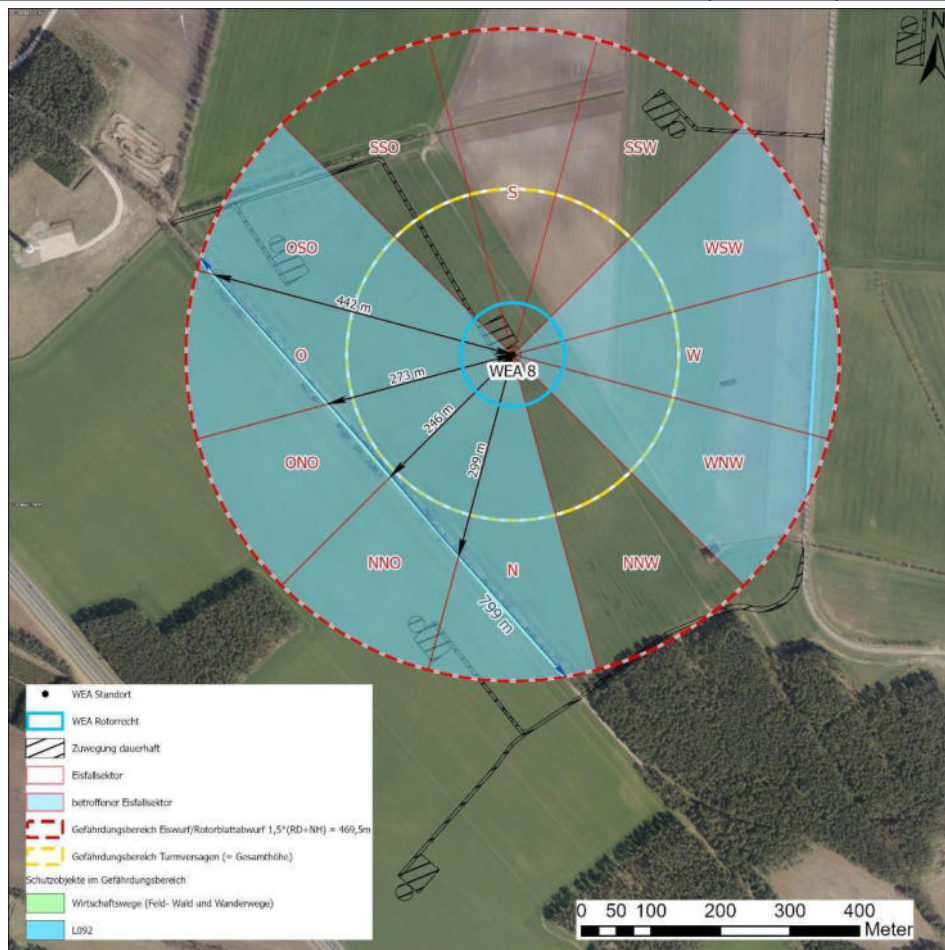 N
SSO
SSW
S
OSO
WSW
442 m
O
W
WEA 8
273 m
246 m
299 m
ONO
WNW
NNO
N
NNW
799 m
WEA Standort
WEA Rotorrecht
Zuwegung dauerhaft
Eisfallsektor
betroffener Eisfallsektor
Gefährdungsbereich Eiswurf/Rotorblattabwurf 1,5*(RD+NH) = 469,5m
Gefährdungsbereich Turmversagen (= Gesamthöhe)
Schutzobjekte im Gefährdungsbereich
Wirtschaftswege (Feld- Wald und Wanderwege)
L092
0 50 100 200 300 400
Meter